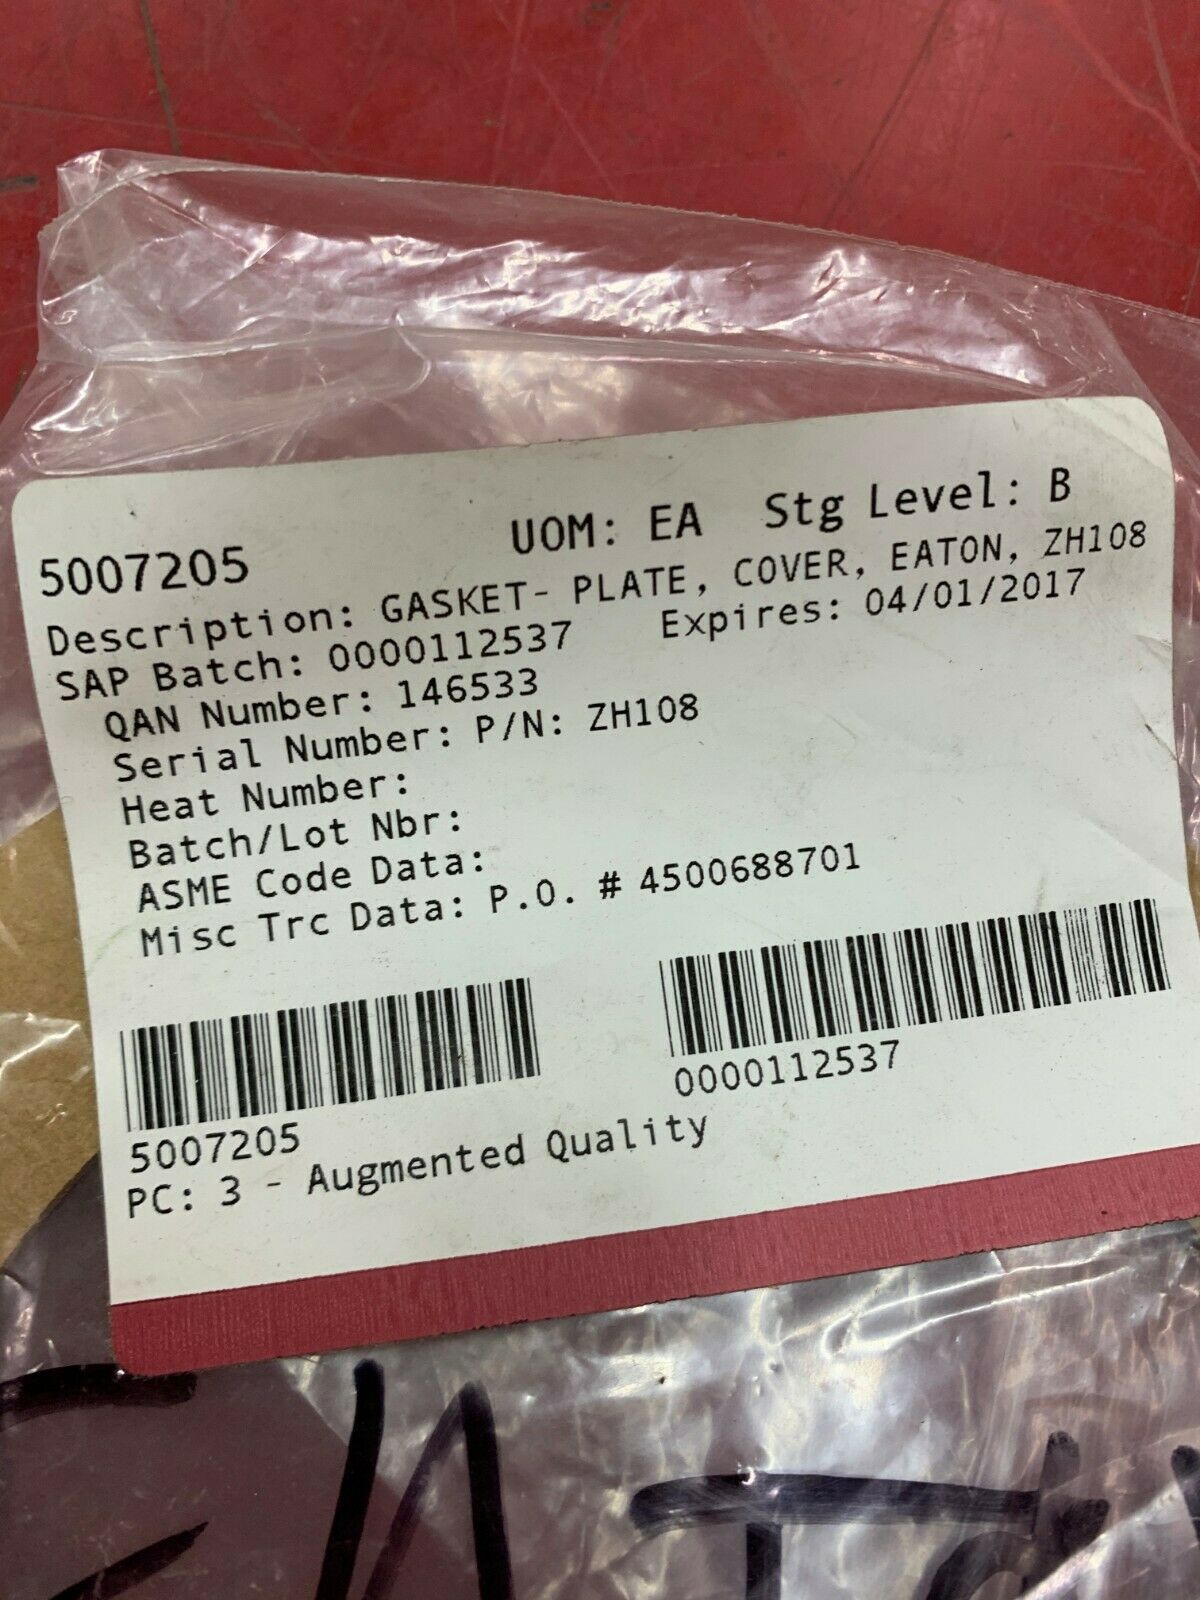 5007205 UOM: EA Stg Level: B
Description: GASKET- PLATE, COVER, EATON, ZH108
SAP Batch: 0000112537 Expires: 04/01/2017
QAN Number: 146533
Serial Number: P/N: ZH108
Heat Number:
Batch/Lot Nbr:
ASME Code Data:
Misc Trc Data: P.O. # 4500688701
5007205 0000112537
PC: 3 - Augmented Quality